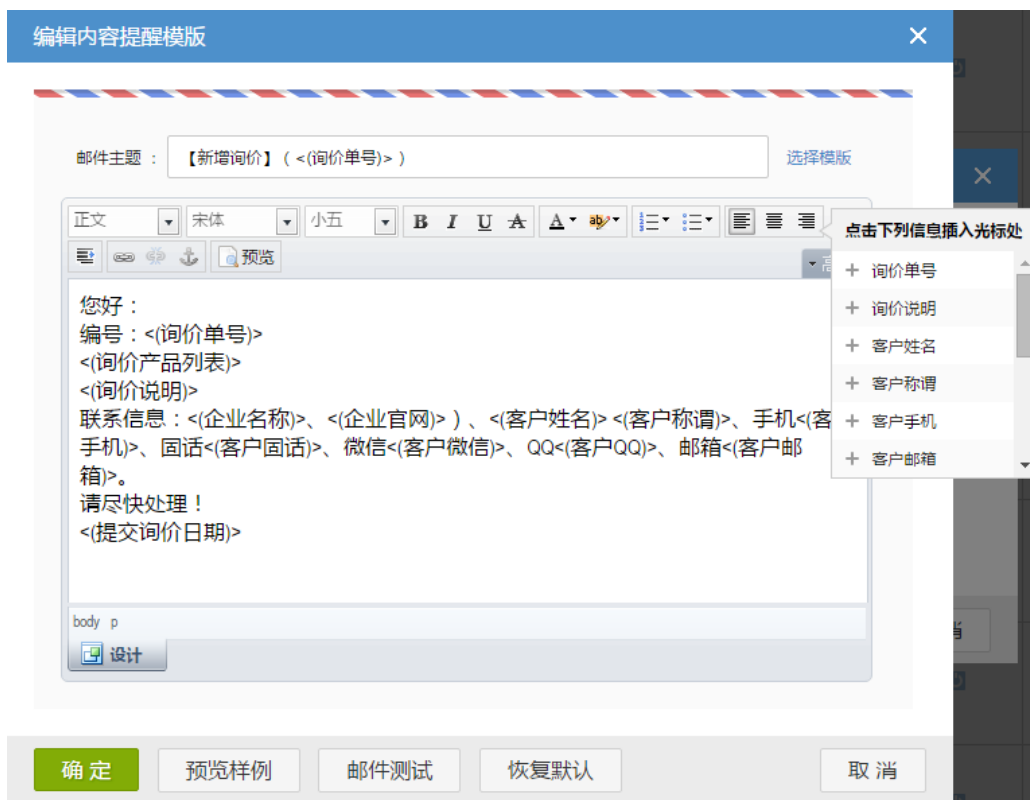 编辑内容提醒模版
邮件主题 : 【新增询价】( <(询价单号)> ) 选择模版
正文 宋体 小五 B I U A A ab
预览
点击下列信息插入光标处
询价单号
询价说明
客户姓名
客户称谓
客户手机
客户邮箱
您好：
编号：<(询价单号)>
<(询价产品列表)>
<(询价说明)>
联系信息：<(企业名称)>、<(企业官网)> ) 、<(客户姓名)> <(客户称谓)>、手机<(客
手机)>、固话<(客户固话)>、微信<(客户微信)>、QQ<(客户QQ)>、邮箱<(客户邮
箱)>。
请尽快处理！
<(提交询价日期)>
body p
设计
确 定 预览样例 邮件测试 恢复默认 取 消